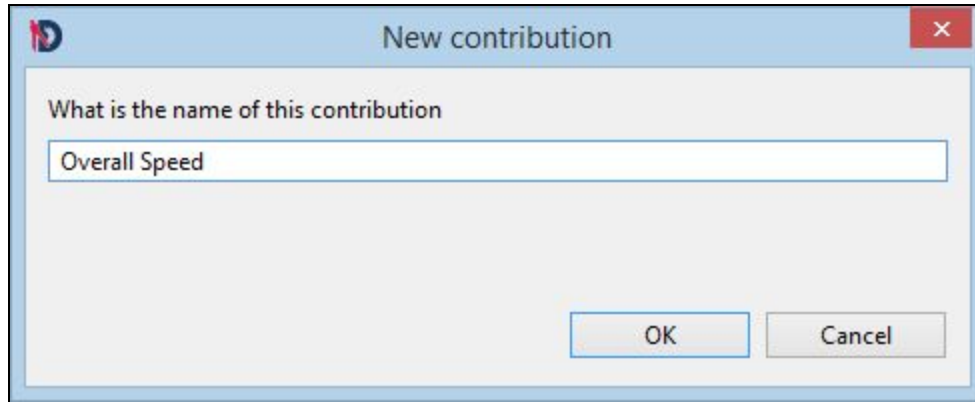 New contribution
What is the name of this contribution
Overall Speed
OK Cancel